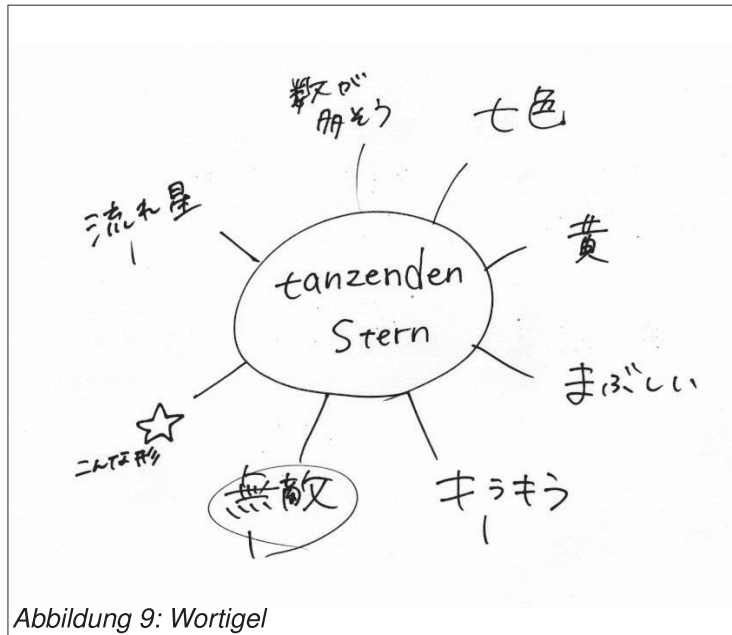 数が
多そう
七色
流れ星
黄
tanzenden
Stern
まぶしい
こんな形
無敵
キラキラ
Abbildung 9: Wortigel